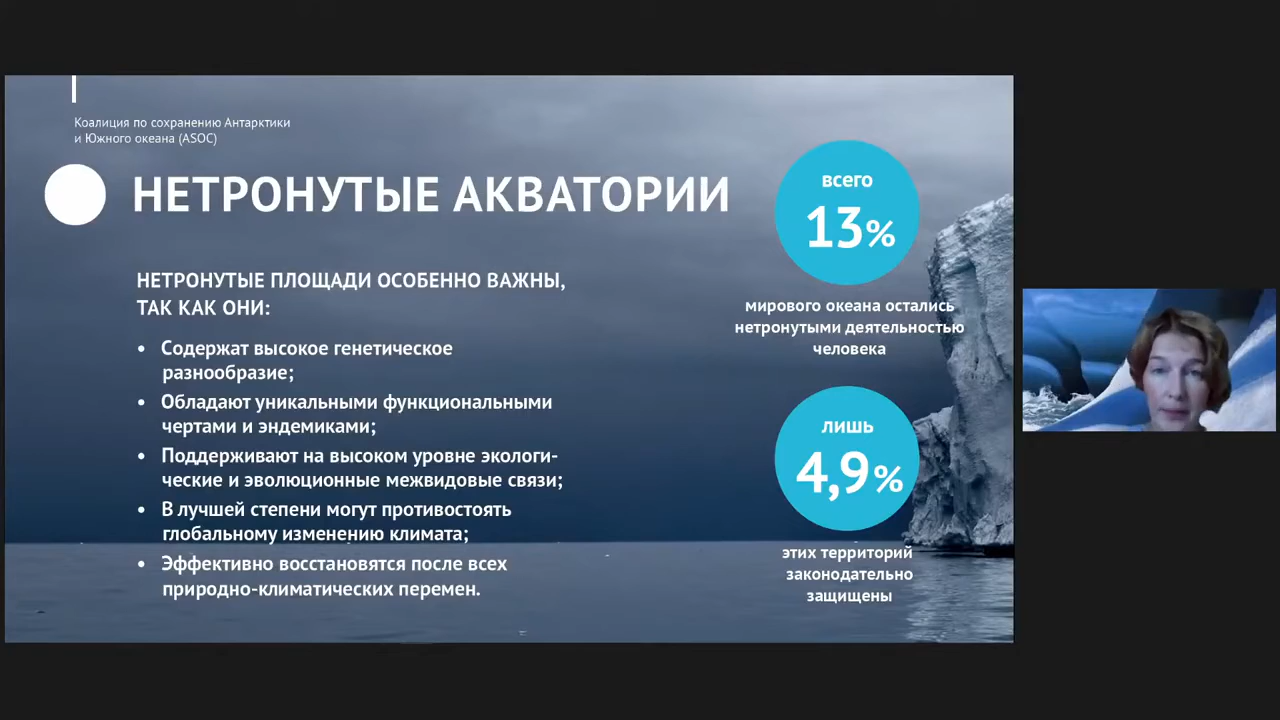 Коалиция по сохранению Антарктики
и Южного океана (ASOC)
НЕТРОНУТЫЕ АКВАТОРИИ
НЕТРОНУТЫЕ ПЛОЩАДИ ОСОБЕННО ВАЖНЫ,
ТАК КАК ОНИ:
• Содержат высокое генетическое
разнообразие;
• Обладают уникальными функциональными
чертами и эндемиками;
• Поддерживают на высоком уровне экологи-
ческие и эволюционные межвидовые связи;
• В лучшей степени могут противостоять
глобальному изменению климата;
• Эффективно восстановятся после всех
природно-климатических перемен.
всего
13%
мирового океана остались
нетронутыми деятельностью
человека
лишь
4,9%
этих территорий
законодательно
защищены